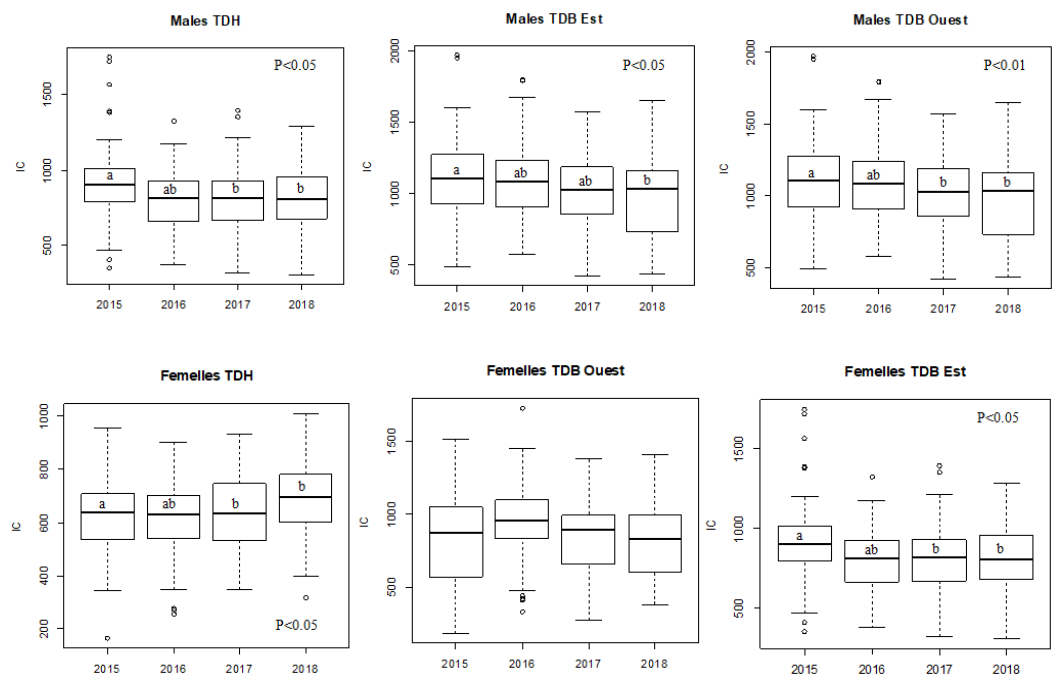 Males TDH
P<0.05
IC
1500
1000
500
a
ab
b
b
2015 2016 2017 2018
Males TDB Est
P<0.05
IC
2000
1500
1000
500
a
ab
ab
b
2015 2016 2017 2018
Males TDB Ouest
P<0.01
IC
2000
1500
1000
500
a
ab
b
b
2015 2016 2017 2018
Femelles TDH
IC
1000
800
600
400
200
a
ab
b
b
P<0.05
2015 2016 2017 2018
Femelles TDB Ouest
IC
1500
1000
500
2015 2016 2017 2018
Femelles TDB Est
P<0.05
IC
1500
1000
500
a
ab
b
b
2015 2016 2017 2018